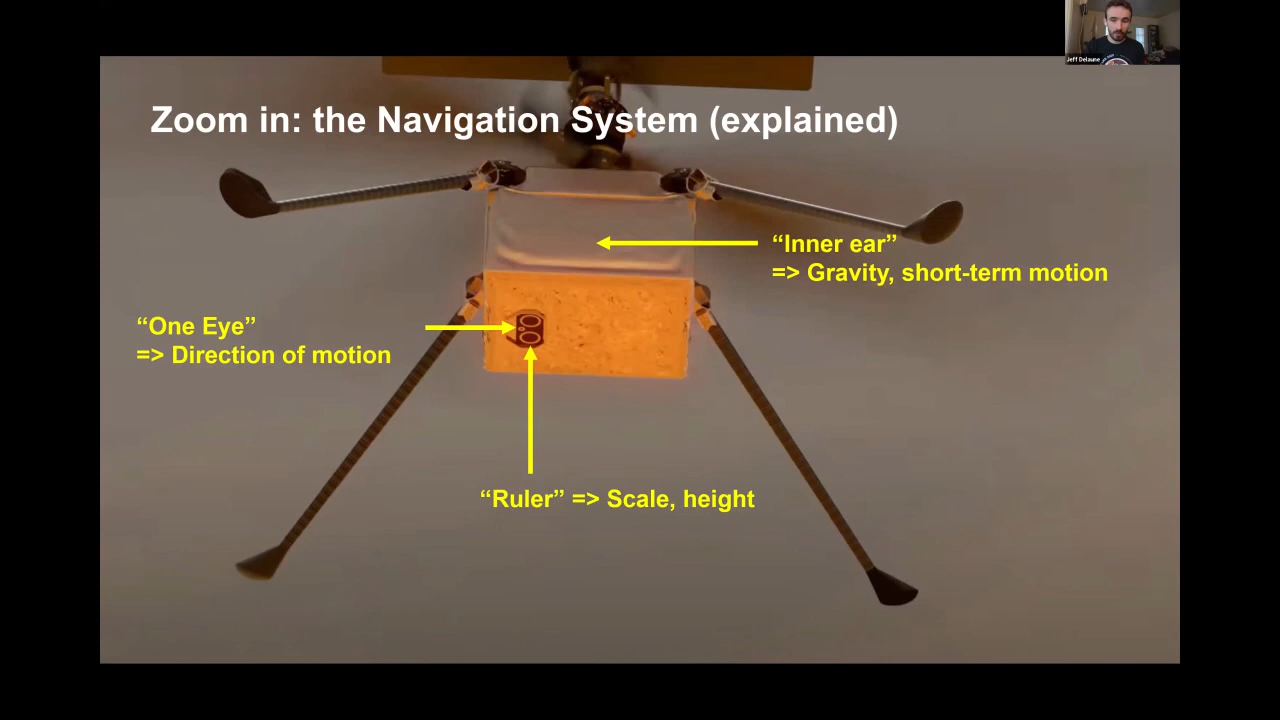 Jeff Delaune
Zoom in: the Navigation System (explained)
“Inner ear”
=> Gravity, short-term motion
“One Eye”
=> Direction of motion
“Ruler” => Scale, height